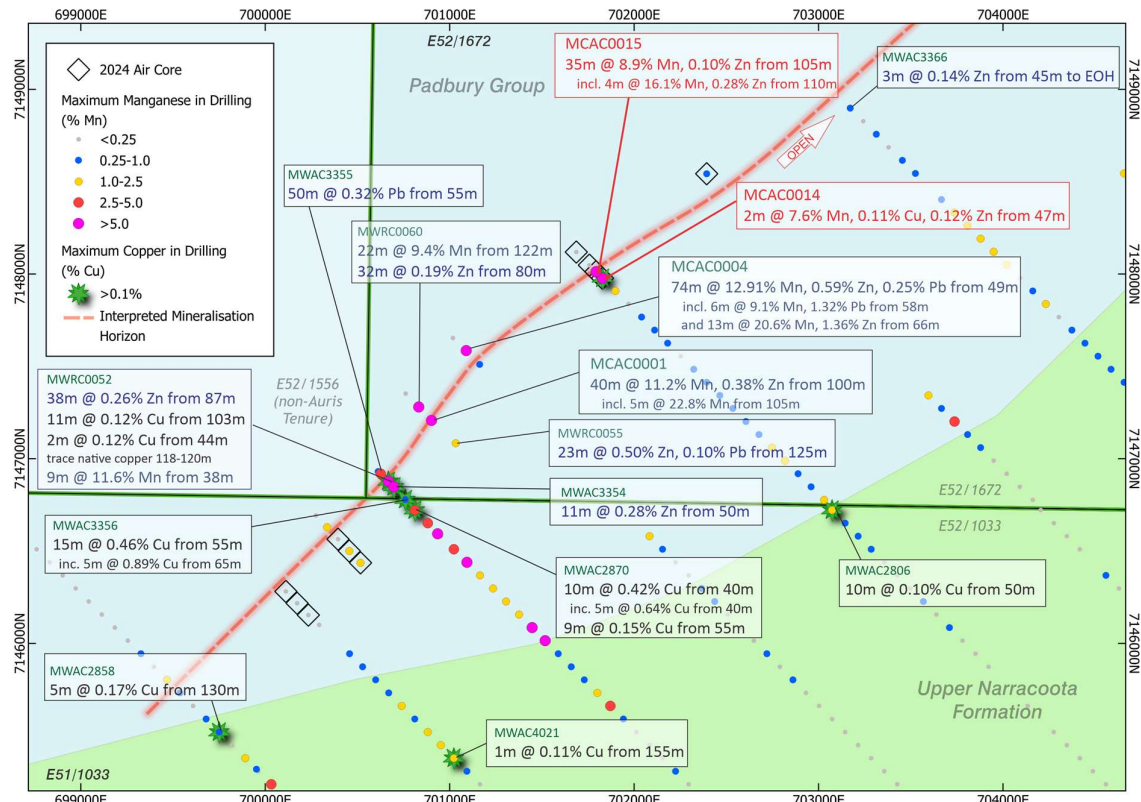 699000E
700000E
701000E
702000E
703000E
704000E
E52/1672
Padbury Group
2024 Air Core
Maximum Manganese in Drilling
(% Mn)
<0.25
0.25-1.0
1.0-2.5
2.5-5.0
>5.0
Maximum Copper in Drilling
(% Cu)
>0.1%
Interpreted Mineralisation
Horizon
MCAC0015
35m @ 8.9% Mn, 0.10% Zn from 105m
incl. 4m @ 16.1% Mn, 0.28% Zn from 110m
MWAC3366
3m @ 0.14% Zn from 45m to EOH
OPEN
MWAC3355
50m @ 0.32% Pb from 55m
MCAC0014
2m @ 7.6% Mn, 0.11% Cu, 0.12% Zn from 47m
MWRC0060
22m @ 9.4% Mn from 122m
32m @ 0.19% Zn from 80m
MCAC0004
74m @ 12.91% Mn, 0.59% Zn, 0.25% Pb from 49m
incl. 6m @ 9.1% Mn, 1.32% Pb from 58m
and 13m @ 20.6% Mn, 1.36% Zn from 66m
MCAC0001
40m @ 11.2% Mn, 0.38% Zn from 100m
incl. 5m @ 22.8% Mn from 105m
E52/1556
(non-Auris
Tenure)
MWRC0052
38m @ 0.26% Zn from 87m
11m @ 0.12% Cu from 103m
2m @ 0.12% Cu from 44m
trace native copper 118-120m
9m @ 11.6% Mn from 38m
MWRC0055
23m @ 0.50% Zn, 0.10% Pb from 125m
MWAC3354
11m @ 0.28% Zn from 50m
E52/1672
E52/1033
MWAC3356
15m @ 0.46% Cu from 55m
inc. 5m @ 0.89% Cu from 65m
MWAC2870
10m @ 0.42% Cu from 40m
inc. 5m @ 0.64% Cu from 40m
9m @ 0.15% Cu from 55m
MWAC2806
10m @ 0.10% Cu from 50m
MWAC2858
5m @ 0.17% Cu from 130m
MWAC4021
1m @ 0.11% Cu from 155m
Upper Narracoota
Formation
E51/1033
7149000N
7148000N
7147000N
7146000N
7149000N
7148000N
7147000N
7146000N
699000E
700000E
701000E
702000E
703000E
704000E